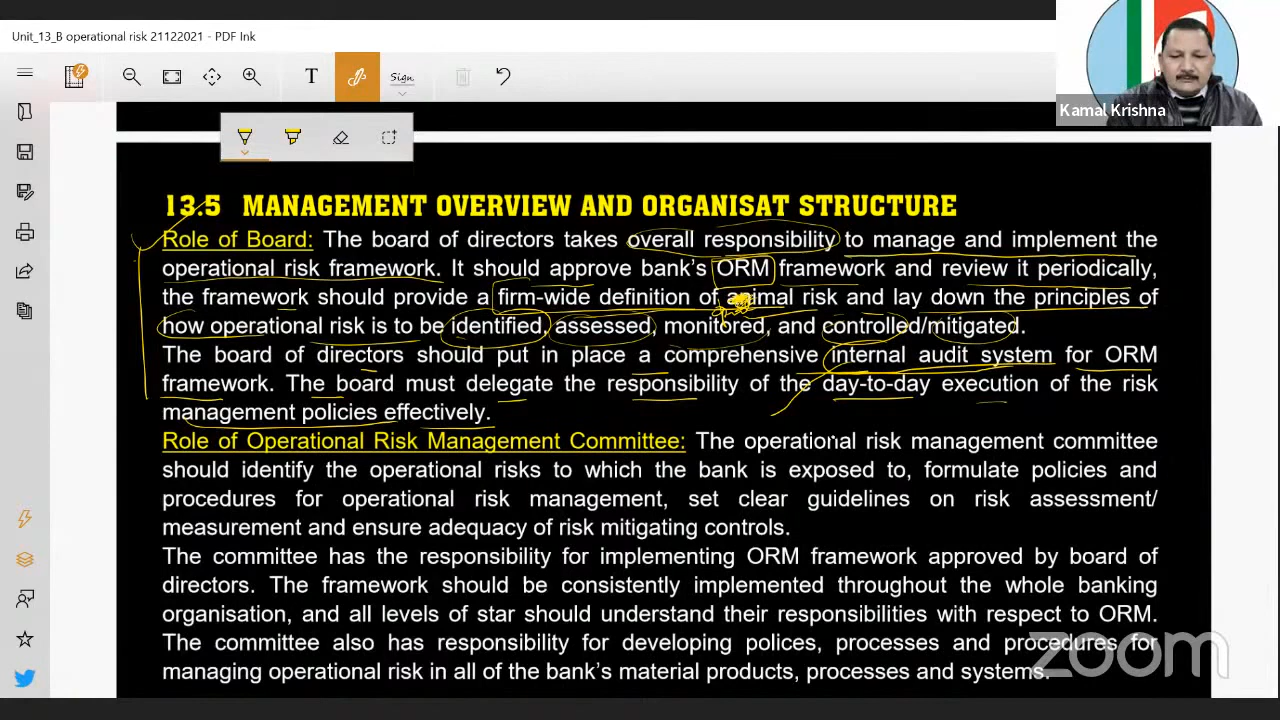 Unit_13_B operational risk 21122021 - PDF Ink
T
Sign
Kamal Krishna
13.5 MANAGEMENT OVERVIEW AND ORGANISAT STRUCTURE
Role of Board: The board of directors takes overall responsibility to manage and implement the
operational risk framework. It should approve bank’s ORM framework and review it periodically,
the framework should provide a firm-wide definition of animal risk and lay down the principles of
how operational risk is to be identified, assessed, monitored, and controlled/mitigated.
The board of directors should put in place a comprehensive internal audit system for ORM
framework. The board must delegate the responsibility of the day-to-day execution of the risk
management policies effectively.
Role of Operational Risk Management Committee: The operational risk management committee
should identify the operational risks to which the bank is exposed to, formulate policies and
procedures for operational risk management, set clear guidelines on risk assessment/
measurement and ensure adequacy of risk mitigating controls.
The committee has the responsibility for implementing ORM framework approved by board of
directors. The framework should be consistently implemented throughout the whole banking
organisation, and all levels of star should understand their responsibilities with respect to ORM.
The committee also has responsibility for developing polices, processes and procedures for
managing operational risk in all of the bank’s material products, processes and systems.
zoom